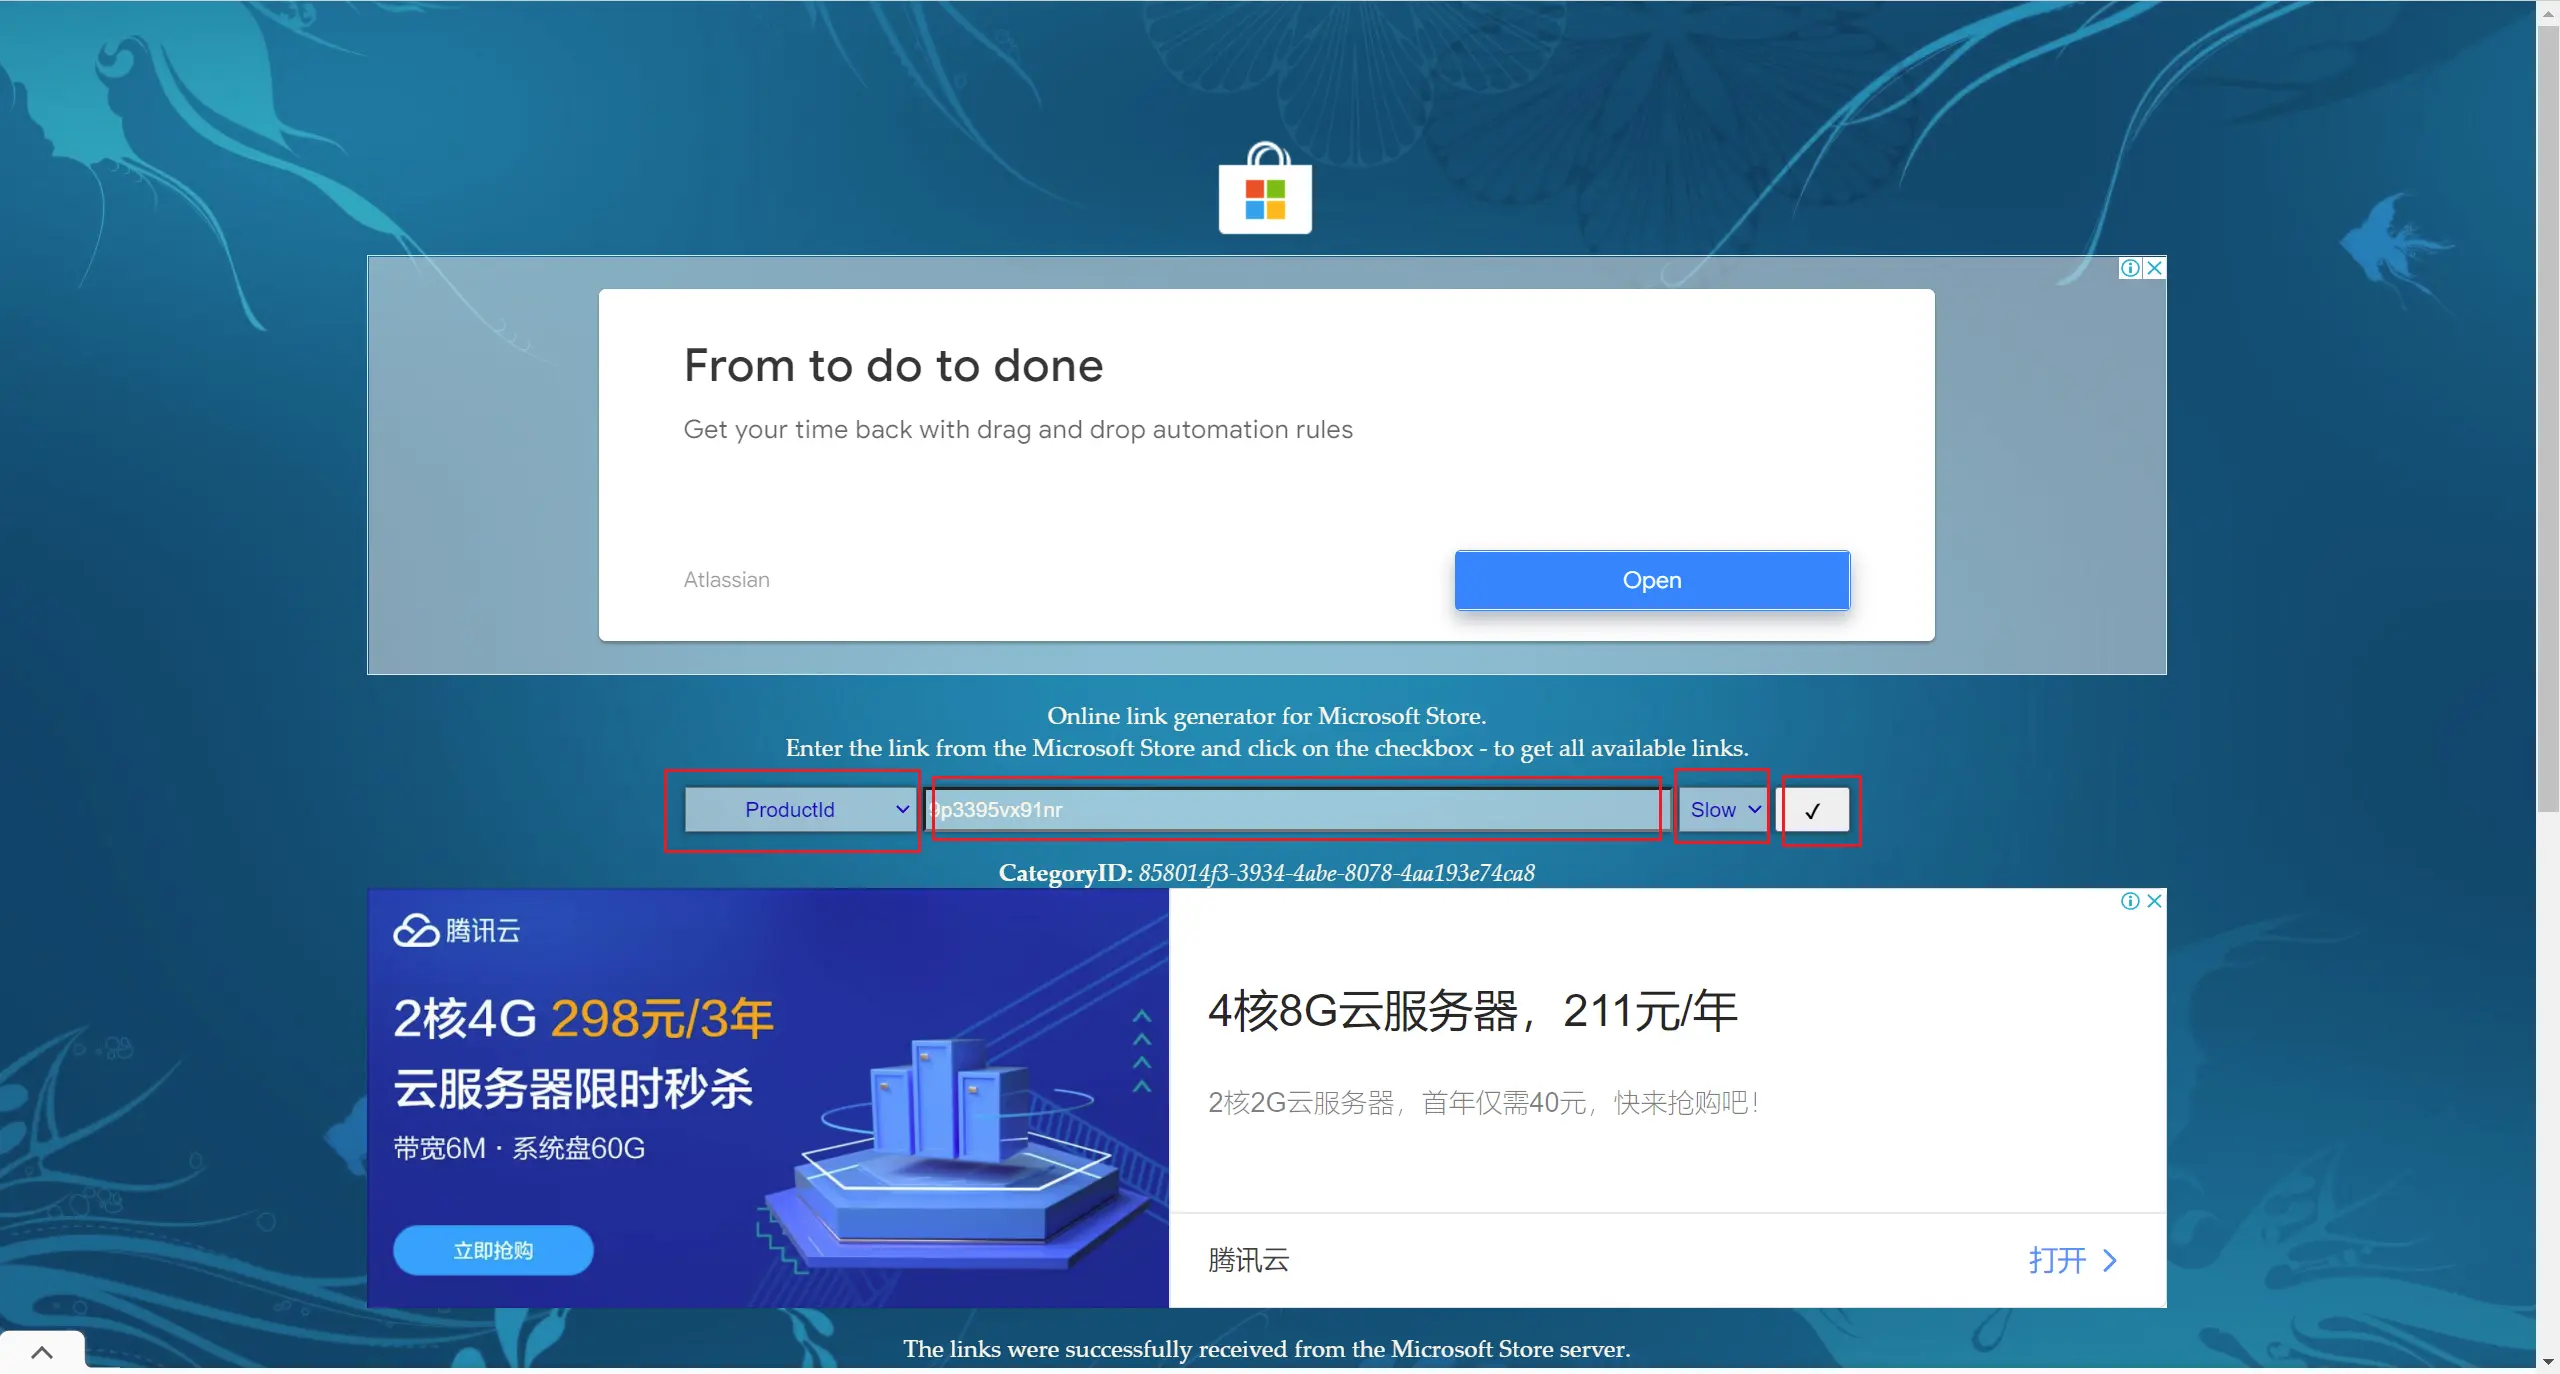 From to do to done
Get your time back with drag and drop automation rules
Atlassian
Open
Online link generator for Microsoft Store.
Enter the link from the Microsoft Store and click on the checkbox - to get all available links.
ProductId 9p3395vx91nr Slow ✓
CategoryID: 858014f3-3934-4abe-8078-4aa193e74ca8
腾讯云
2核4G 298元/3年
云服务器限时秒杀
带宽6M · 系统盘60G
立即抢购
4核8G云服务器，211元/年
2核2G云服务器，首年仅需40元，快来抢购吧！
腾讯云
打开
The links were successfully received from the Microsoft Store server.